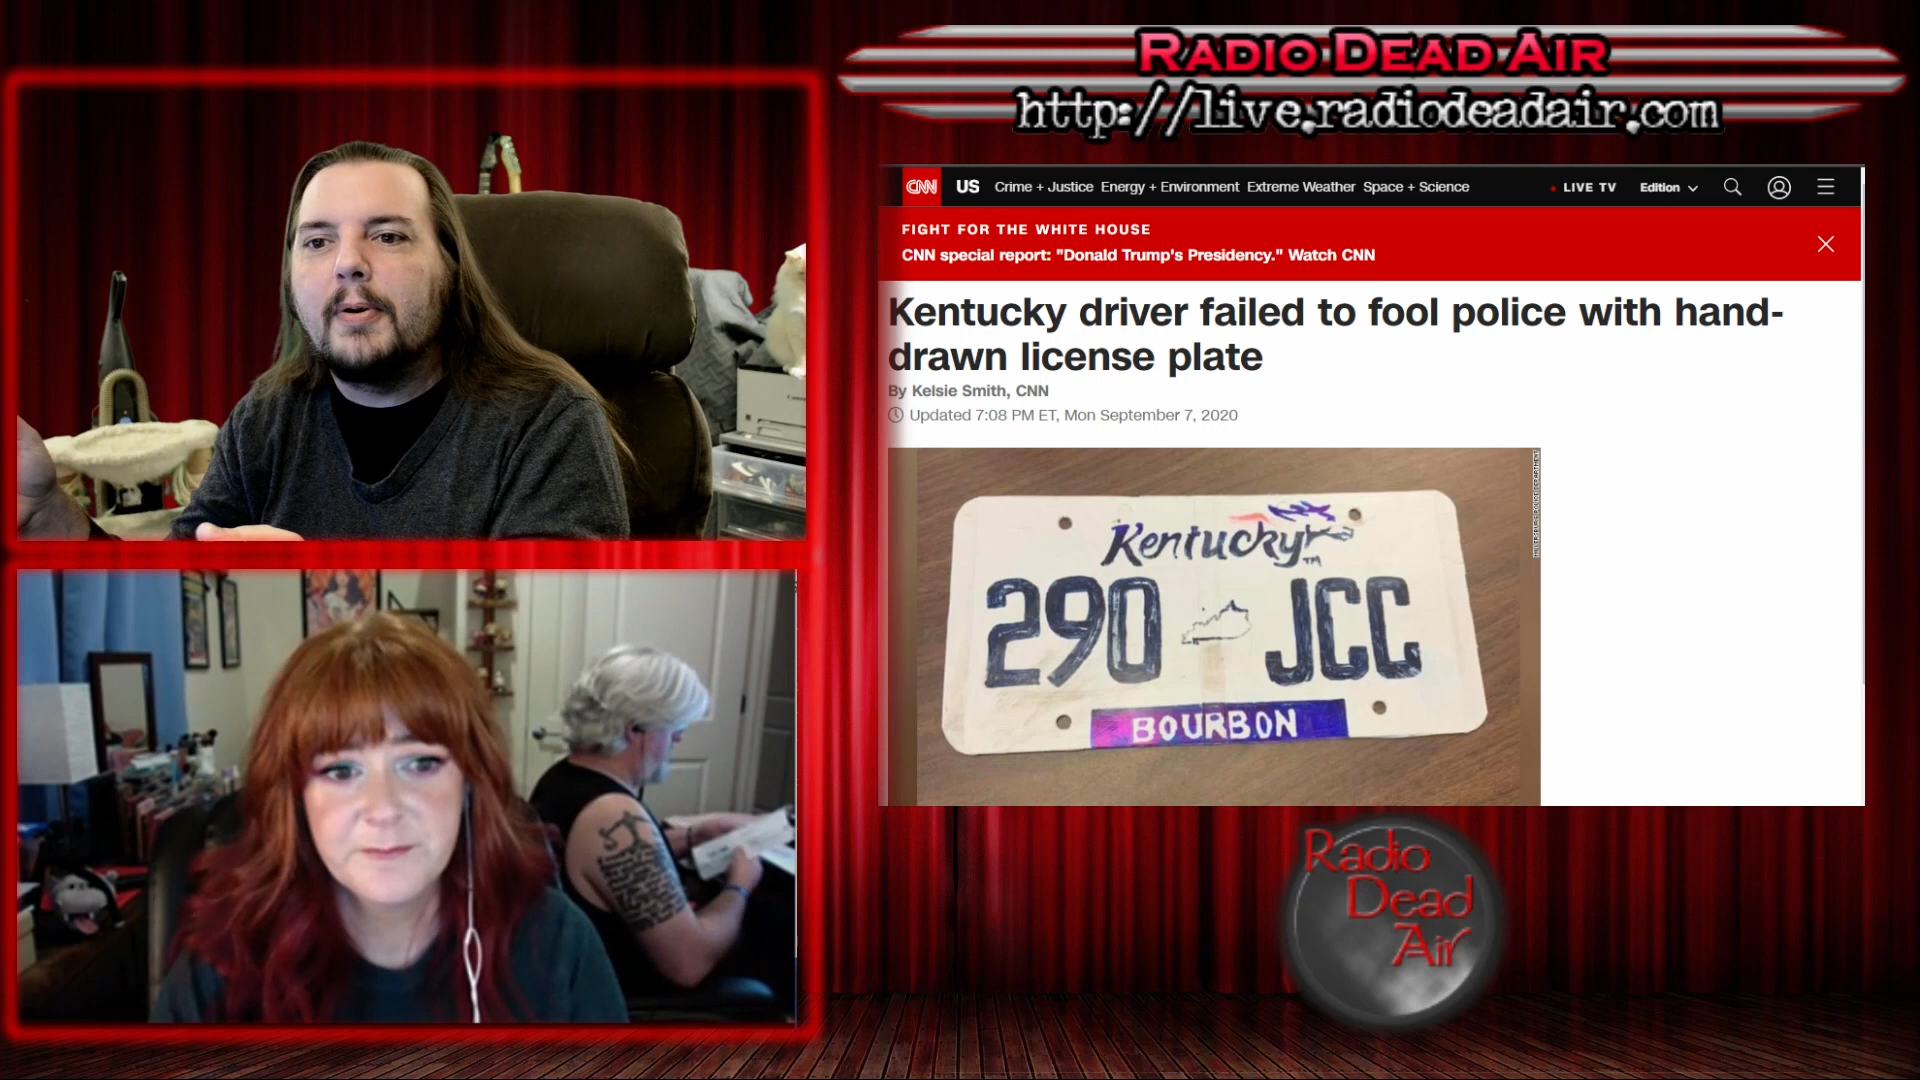 RADIO DEAD AIR
http://live.radiodeadair.com
CNN US Crime + Justice Energy + Environment Extreme Weather Space + Science LIVE TV Edition
FIGHT FOR THE WHITE HOUSE
CNN special report: "Donald Trump's Presidency." Watch CNN
Kentucky driver failed to fool police with hand-
drawn license plate
By Kelsie Smith, CNN
Updated 7:08 PM ET, Mon September 7, 2020
Kentucky TM
290 JCC
BOURBON
Radio
Dead
Air